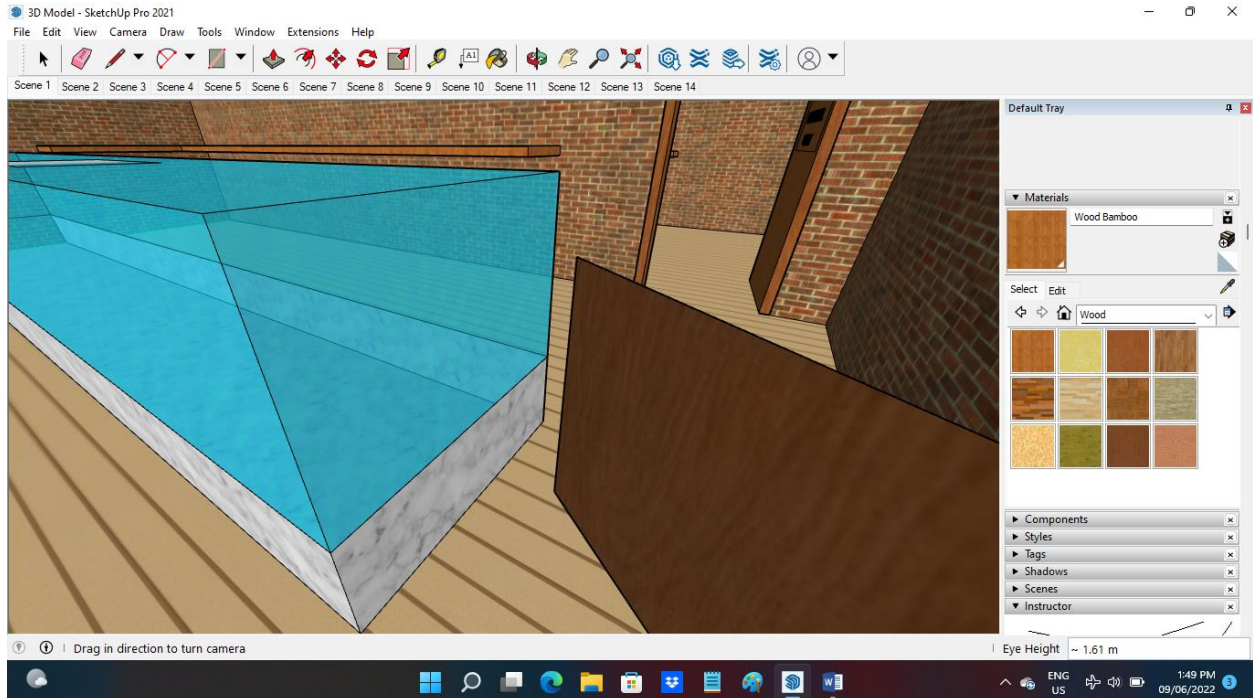 3D Model - SketchUp Pro 2021
File Edit View Camera Draw Tools Window Extensions Help
A1
Scene 1 Scene 2 Scene 3 Scene 4 Scene 5 Scene 6 Scene 7 Scene 8 Scene 9 Scene 10 Scene 11 Scene 12 Scene 13 Scene 14
Default Tray
Materials
Wood Bamboo
Select Edit
Wood
Components
Styles
Tags
Shadows
Scenes
Instructor
Drag in direction to turn camera
Eye Height ~ 1.61 m
W
ENG
US
1:49 PM
09/06/2022
3